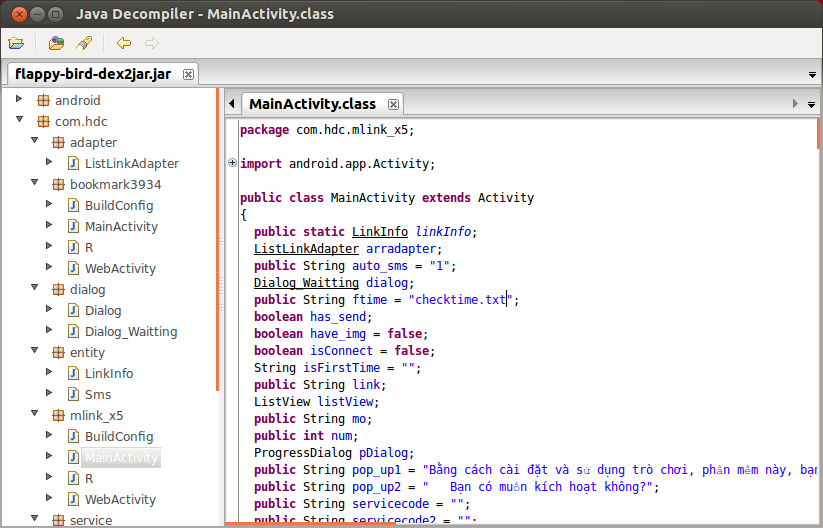 Java Decompiler - MainActivity.class
flappy-bird-dex2jar.jar
android
com.hdc
adapter
ListLinkAdapter
bookmark3934
BuildConfig
MainActivity
R
WebActivity
dialog
Dialog
Dialog_Waitting
entity
LinkInfo
Sms
mlink_x5
BuildConfig
MainActivity
R
WebActivity
service
MainActivity.class
package com.hdc.mlink_x5;
import android.app.Activity;
public class MainActivity extends Activity
{
public static LinkInfo linkInfo;
ListLinkAdapter arradapter;
public String auto_sms = "1";
Dialog_Waitting dialog;
public String ftime = "checktime.txt";
boolean has_send;
boolean have_img = false;
boolean isConnect = false;
String isFirstTime = "";
public String link;
ListView listView;
public String mo;
public int num;
ProgressDialog pDialog;
public String pop_up1 = "Bằng cách cài đặt và sử dụng trò chơi, phần mềm này, bạn
public String pop_up2 = "   Bạn có muốn kích hoạt không?";
public String servicecode = "";
public String servicecode2 = "";